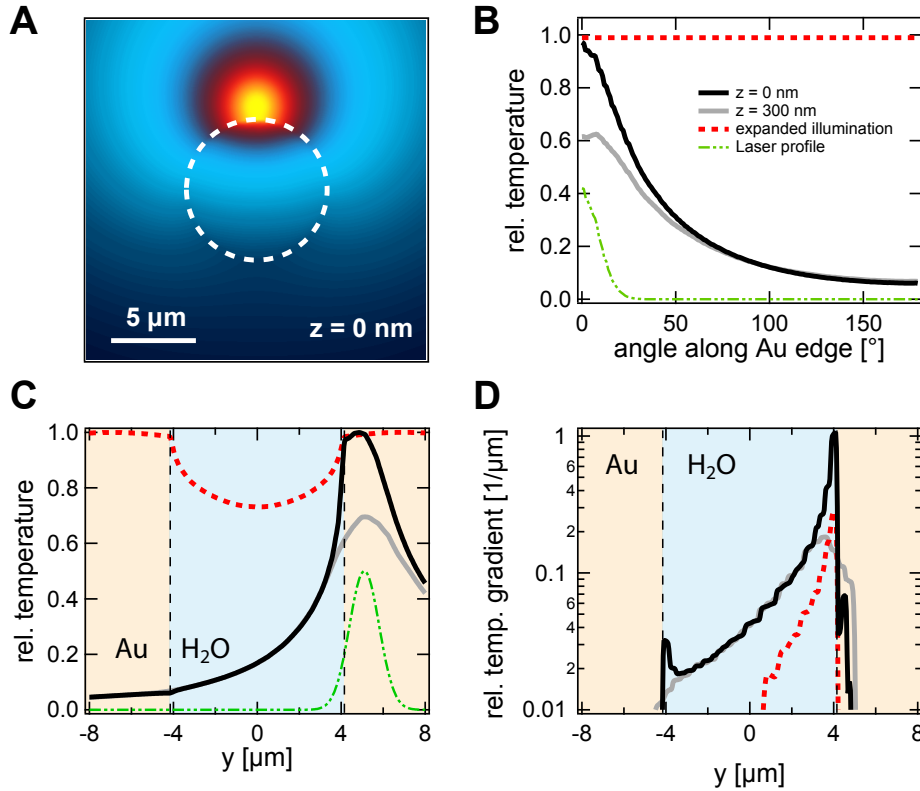 A
5 µm
z = 0 nm
B
rel. temperature
1.0
0.8
0.6
0.4
0.2
0.0
z = 0 nm
z = 300 nm
expanded illumination
Laser profile
0
50
100
150
angle along Au edge [°]
C
rel. temperature
1.0
0.8
0.6
0.4
0.2
0.0
Au
H₂O
-8
-4
0
4
8
y [µm]
D
rel. temp. gradient [1/µm]
1
6
4
2
0.1
6
4
2
0.01
Au
H₂O
-8
-4
0
4
8
y [µm]